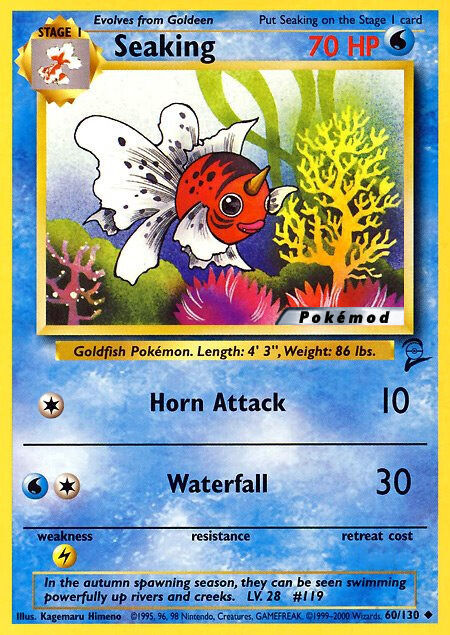 Evolves from Goldeen Put Seaking on the Stage 1 card
STAGE 1
Seaking 70 HP
Pokémod
Goldfish Pokémon. Length: 4' 3", Weight: 86 lbs.
Horn Attack 10
Waterfall 30
weakness resistance retreat cost
In the autumn spawning season, they can be seen swimming
powerfully up rivers and creeks. LV. 28 #119
Illus. Kagemaru Himeno ©1995, 96, 98 Nintendo, Creatures, GAMEFREAK. ©1999-2000 Wizards. 60/130
2